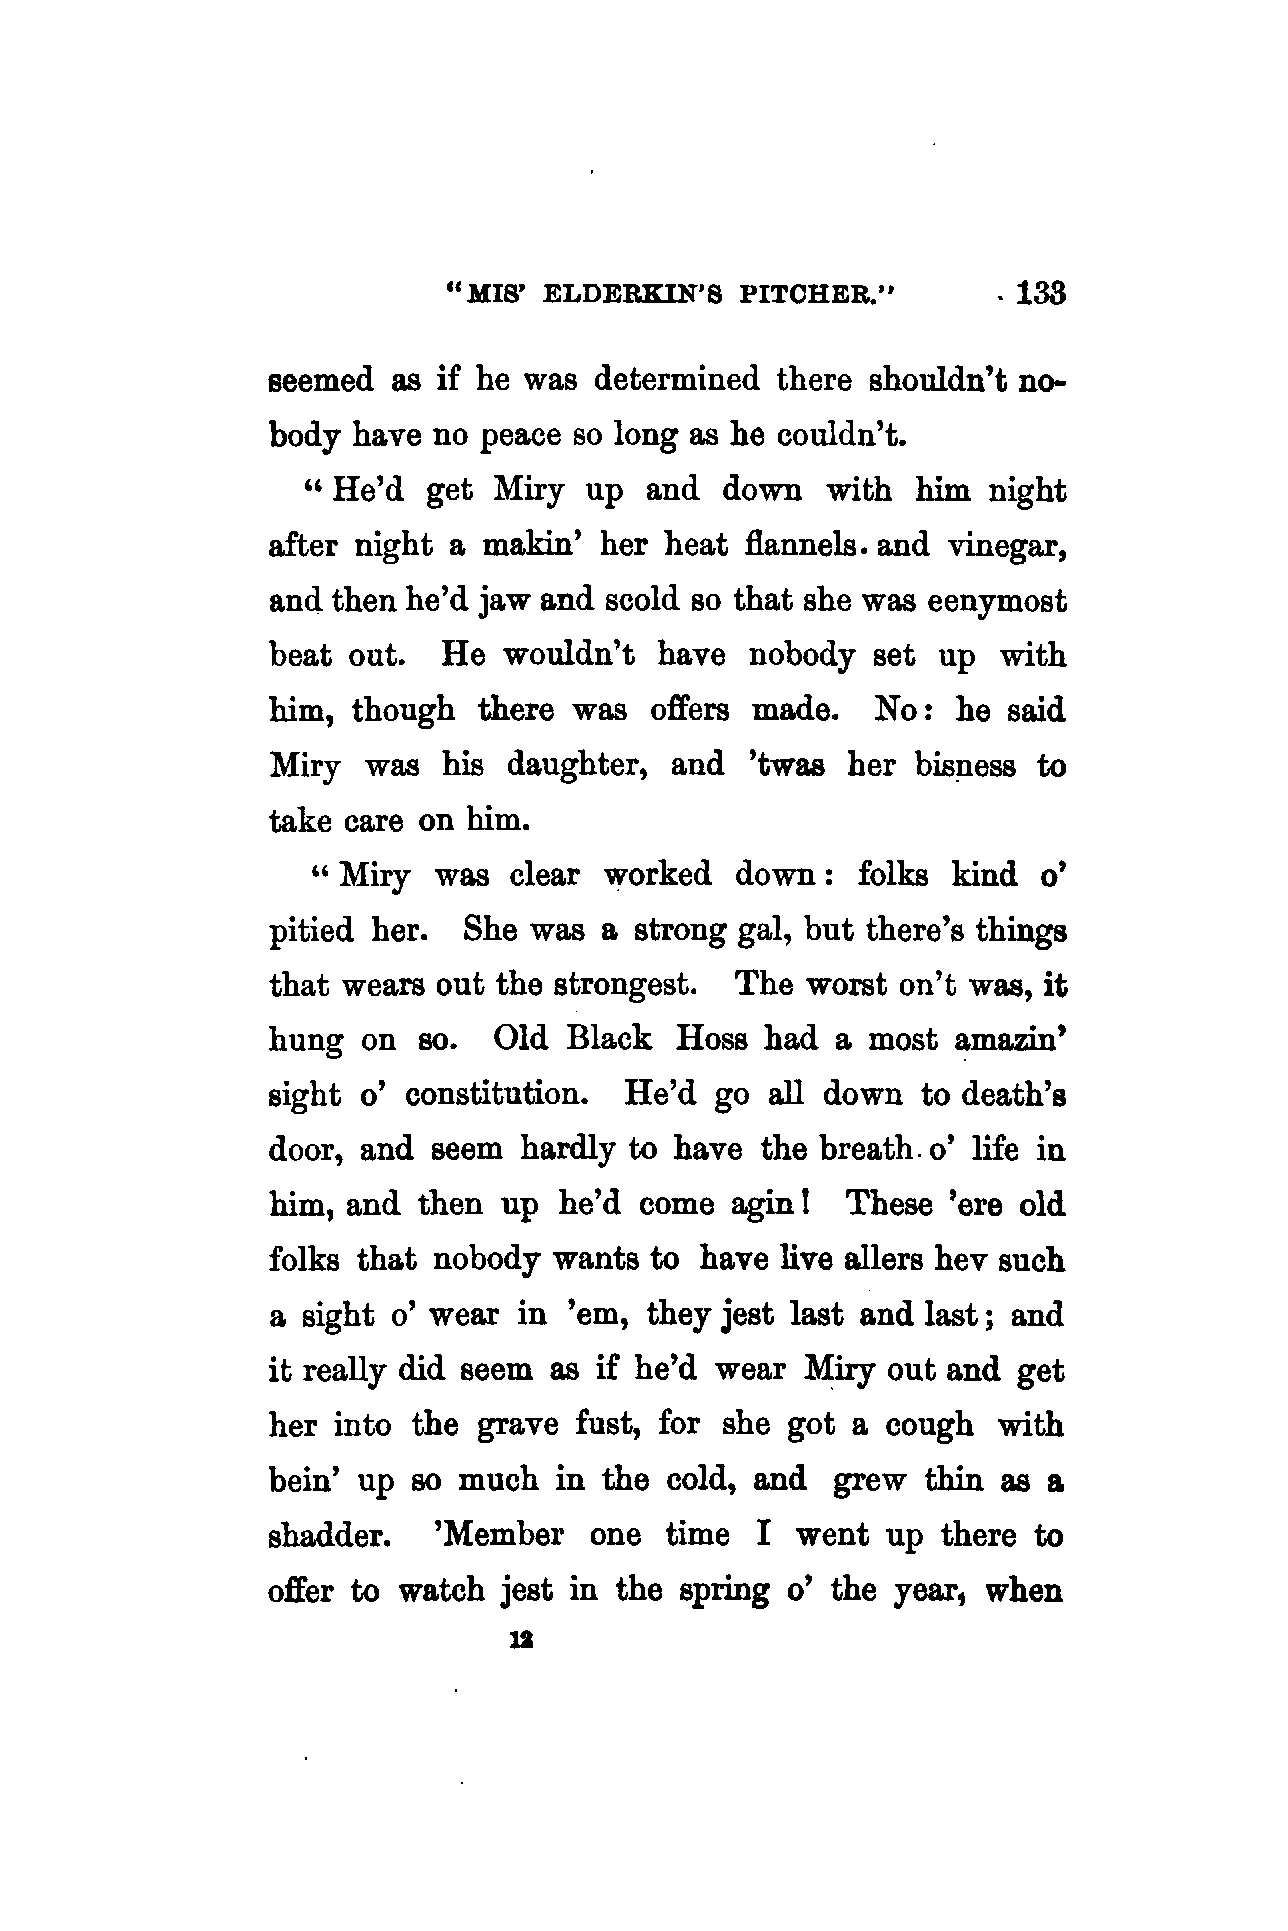 "MIS' ELDERKIN'S PITCHER." 133
seemed as if he was determined there shouldn't no-
body have no peace so long as he couldn't.
"He'd get Miry up and down with him night
after night a makin' her heat flannels and vinegar,
and then he'd jaw and scold so that she was eenymost
beat out. He wouldn't have nobody set up with
him, though there was offers made. No: he said
Miry was his daughter, and 'twas her bisness to
take care on him.
"Miry was clear worked down: folks kind o'
pitied her. She was a strong gal, but there's things
that wears out the strongest. The worst on't was, it
hung on so. Old Black Hoss had a most amazin'
sight o' constitution. He'd go all down to death's
door, and seem hardly to have the breath o' life in
him, and then up he'd come agin! These 'ere old
folks that nobody wants to have live allers hev such
a sight o' wear in 'em, they jest last and last; and
it really did seem as if he'd wear Miry out and get
her into the grave fust, for she got a cough with
bein' up so much in the cold, and grew thin as a
shadder. 'Member one time I went up there to
offer to watch jest in the spring o' the year, when
12